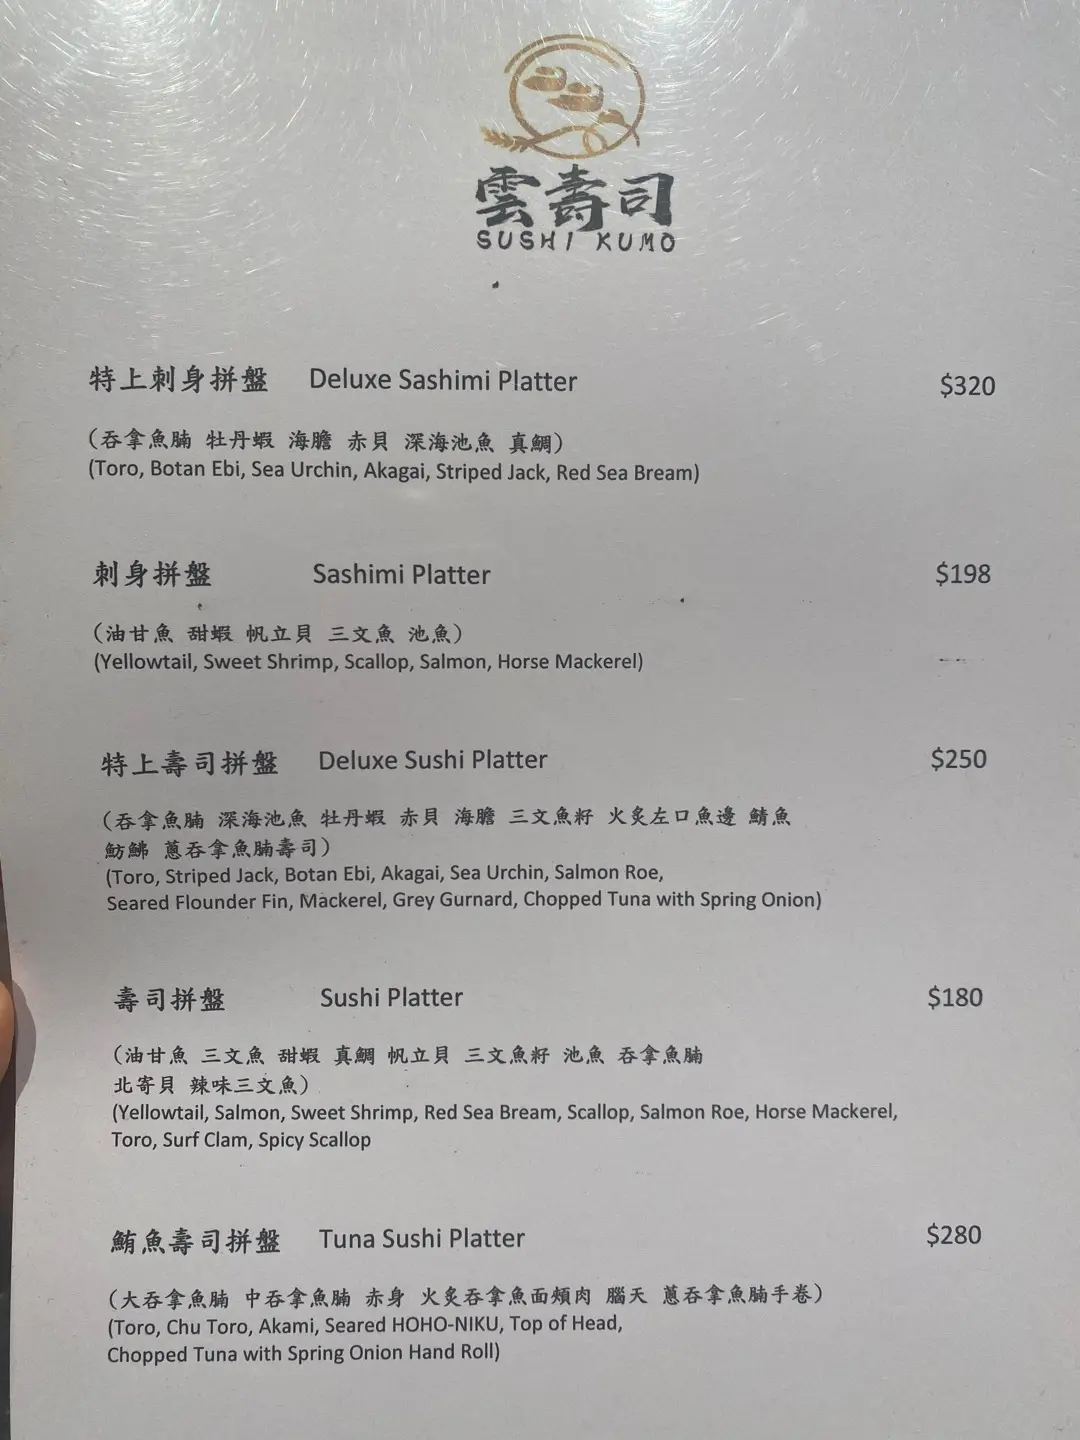 雲壽司
SUSHI KUMO
特上刺身拼盤 Deluxe Sashimi Platter $320
（吞拿魚腩 牡丹蝦 海膽 赤貝 深海池魚 真鯛）
(Toro, Botan Ebi, Sea Urchin, Akagai, Striped Jack, Red Sea Bream)
刺身拼盤 Sashimi Platter $198
（油甘魚 甜蝦 帆立貝 三文魚 池魚）
(Yellowtail, Sweet Shrimp, Scallop, Salmon, Horse Mackerel)
特上壽司拼盤 Deluxe Sushi Platter $250
（吞拿魚腩 深海池魚 牡丹蝦 赤貝 海膽 三文魚籽 火炙左口魚邊 鯖魚
魴鮄 蔥吞拿魚腩壽司）
(Toro, Striped Jack, Botan Ebi, Akagai, Sea Urchin, Salmon Roe,
Seared Flounder Fin, Mackerel, Grey Gurnard, Chopped Tuna with Spring Onion)
壽司拼盤 Sushi Platter $180
（油甘魚 三文魚 甜蝦 真鯛 帆立貝 三文魚籽 池魚 吞拿魚腩
北寄貝 辣味三文魚）
(Yellowtail, Salmon, Sweet Shrimp, Red Sea Bream, Scallop, Salmon Roe, Horse Mackerel,
Toro, Surf Clam, Spicy Scallop
鮪魚壽司拼盤 Tuna Sushi Platter $280
（大吞拿魚腩 中吞拿魚腩 赤身 火炙吞拿魚面頰肉 腦天 蔥吞拿魚腩手卷）
(Toro, Chu Toro, Akami, Seared HOHO-NIKU, Top of Head,
Chopped Tuna with Spring Onion Hand Roll)